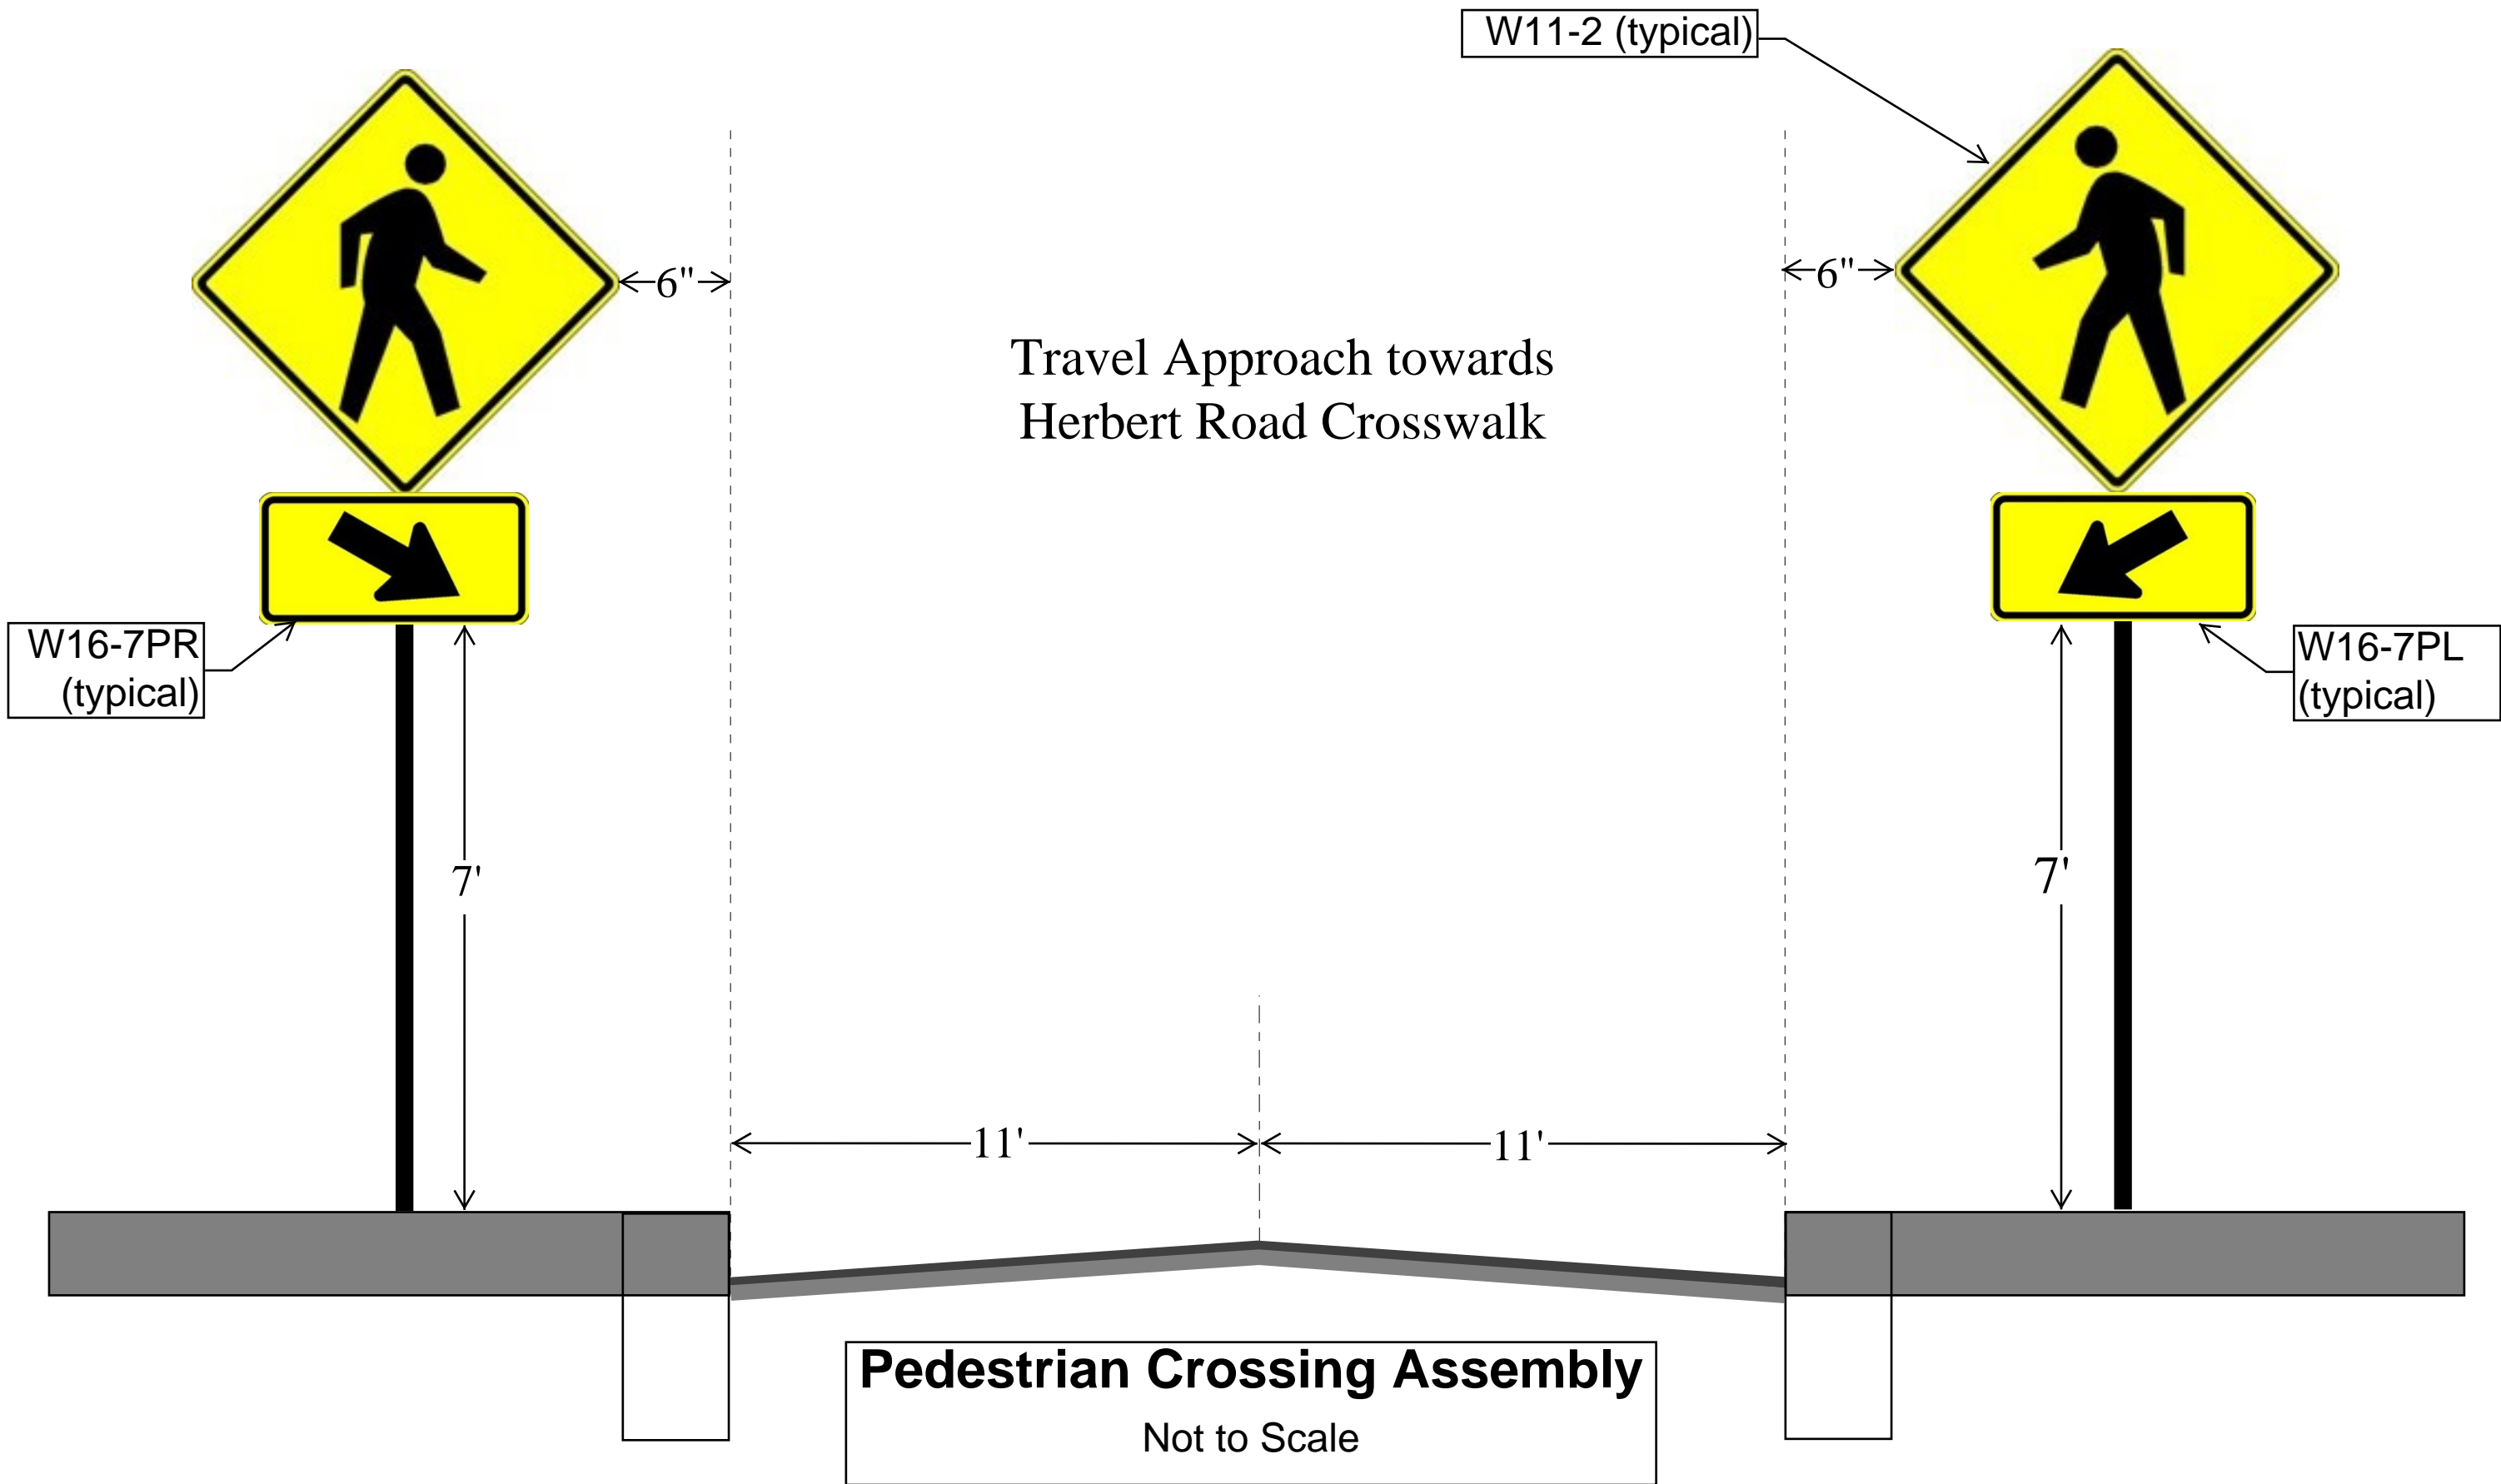 W11-2 (typical)
6"
6"
Travel Approach towards
Herbert Road Crosswalk
W16-7PR
(typical)
W16-7PL
(typical)
7'
7'
11'
11'
Pedestrian Crossing Assembly
Not to Scale